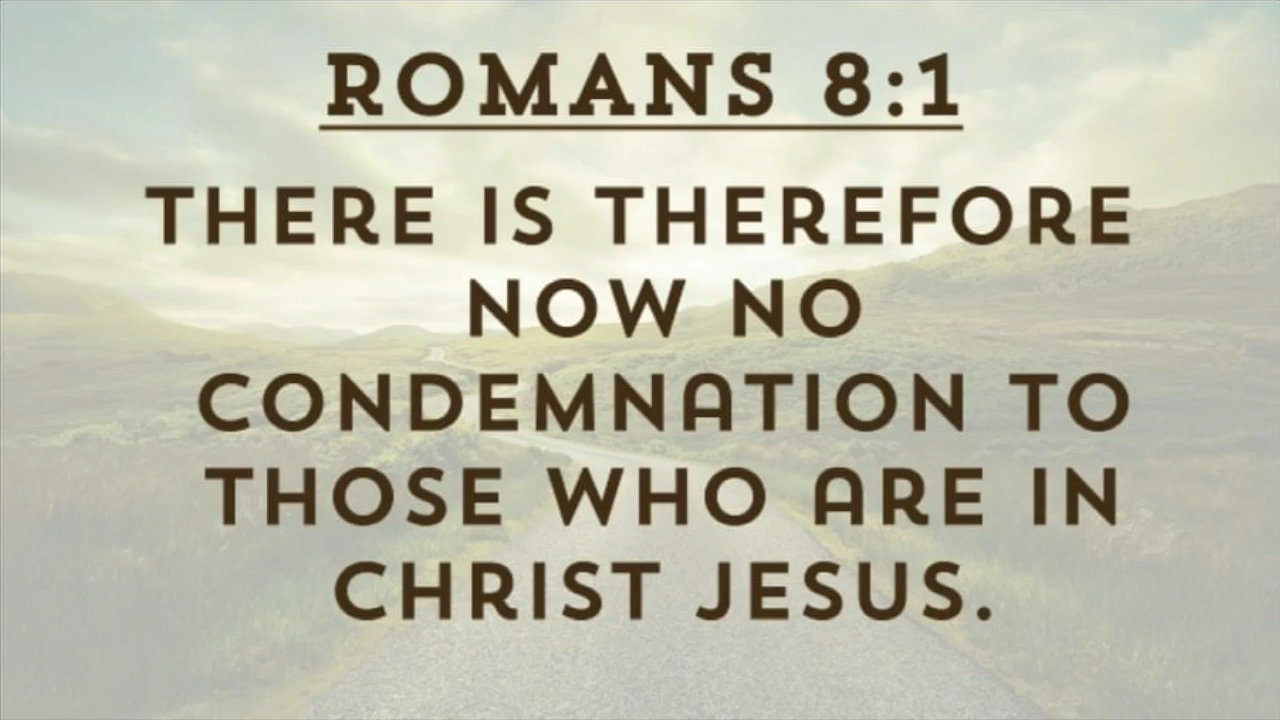 ROMANS 8:1
THERE IS THEREFORE
NOW NO
CONDEMNATION TO
THOSE WHO ARE IN
CHRIST JESUS.